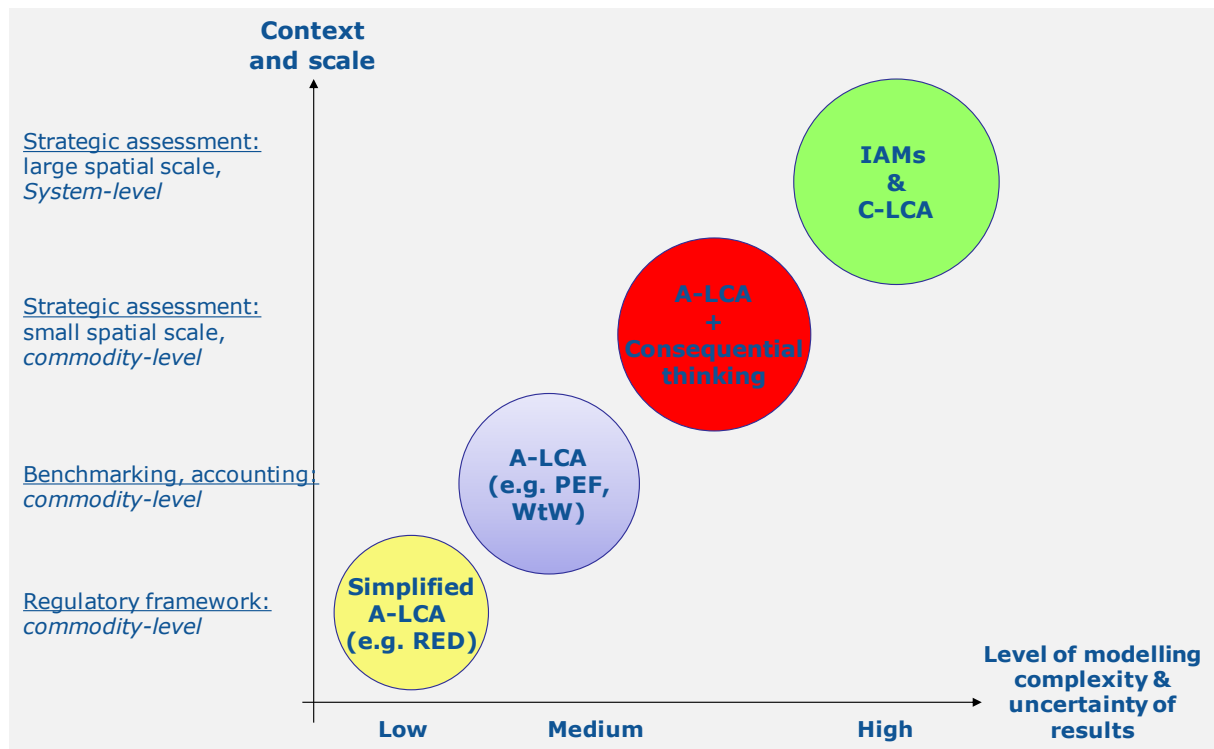 Context
and scale
Strategic assessment:
large spatial scale,
System-level
IAMs
&
C-LCA
Strategic assessment:
small spatial scale,
commodity-level
A-LCA
+
Consequential
thinking
Benchmarking, accounting:
commodity-level
A-LCA
(e.g. PEF,
WtW)
Regulatory framework:
commodity-level
Simplified
A-LCA
(e.g. RED)
Low
Medium
High
Level of modelling
complexity &
uncertainty of
results